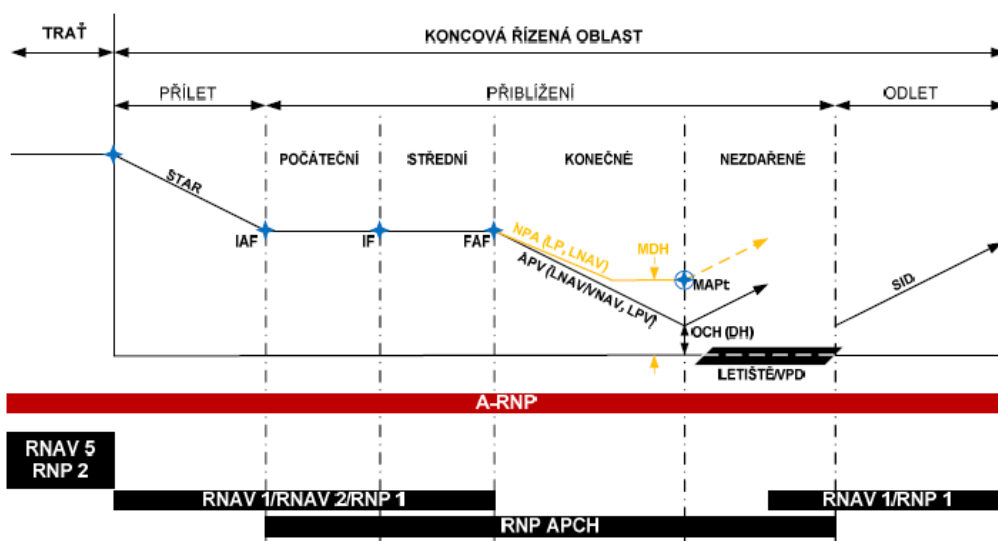 TRAŤ
KONCOVÁ ŘÍZENÁ OBLAST
PŘÍLET
PŘIBLÍŽENÍ
ODLET
POČÁTEČNÍ
STŘEDNÍ
KONEČNÉ
NEZDAŘENÉ
STAR
IAF
IF
FAF
NPA (LP, LNAV)
APV (LNAV/VNAV, LPV)
MDH
MAPt
SID
OCH (DH)
LETIŠTĚ/VPD
A-RNP
RNAV 5
RNP 2
RNAV 1/RNAV 2/RNP 1
RNAV 1/RNP 1
RNP APCH